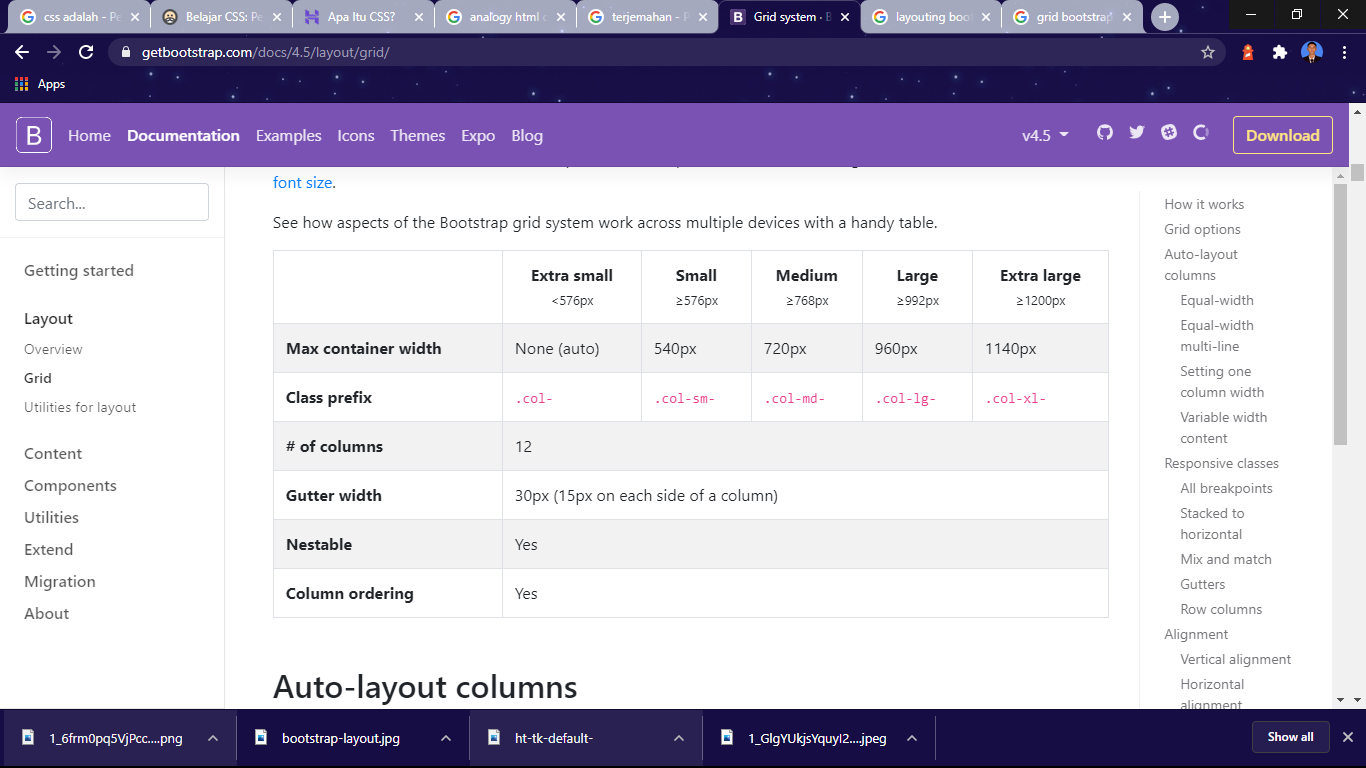 css adalah - Pe
Belajar CSS: Pe
Apa Itu CSS?
analogy html c
terjemahan - P
Grid system · B
layouting boo
grid bootstrap
getbootstrap.com/docs/4.5/layout/grid/
Apps
B
Home
Documentation
Examples
Icons
Themes
Expo
Blog
v4.5
Download
Search...
Getting started
Layout
Overview
Grid
Utilities for layout
Content
Components
Utilities
Extend
Migration
About
font size.
See how aspects of the Bootstrap grid system work across multiple devices with a handy table.
Extra small Small Medium Large Extra large
<576px ≥576px ≥768px ≥992px ≥1200px
Max container width None (auto) 540px 720px 960px 1140px
Class prefix .col- .col-sm- .col-md- .col-lg- .col-xl-
# of columns 12
Gutter width 30px (15px on each side of a column)
Nestable Yes
Column ordering Yes
Auto-layout columns
How it works
Grid options
Auto-layout
columns
Equal-width
Equal-width
multi-line
Setting one
column width
Variable width
content
Responsive classes
All breakpoints
Stacked to
horizontal
Mix and match
Gutters
Row columns
Alignment
Vertical alignment
Horizontal
alignment
1_6frm0pq5VjPcc....png
bootstrap-layout.jpg
ht-tk-default-
1_GlgYUkjsYquyI2....jpeg
Show all